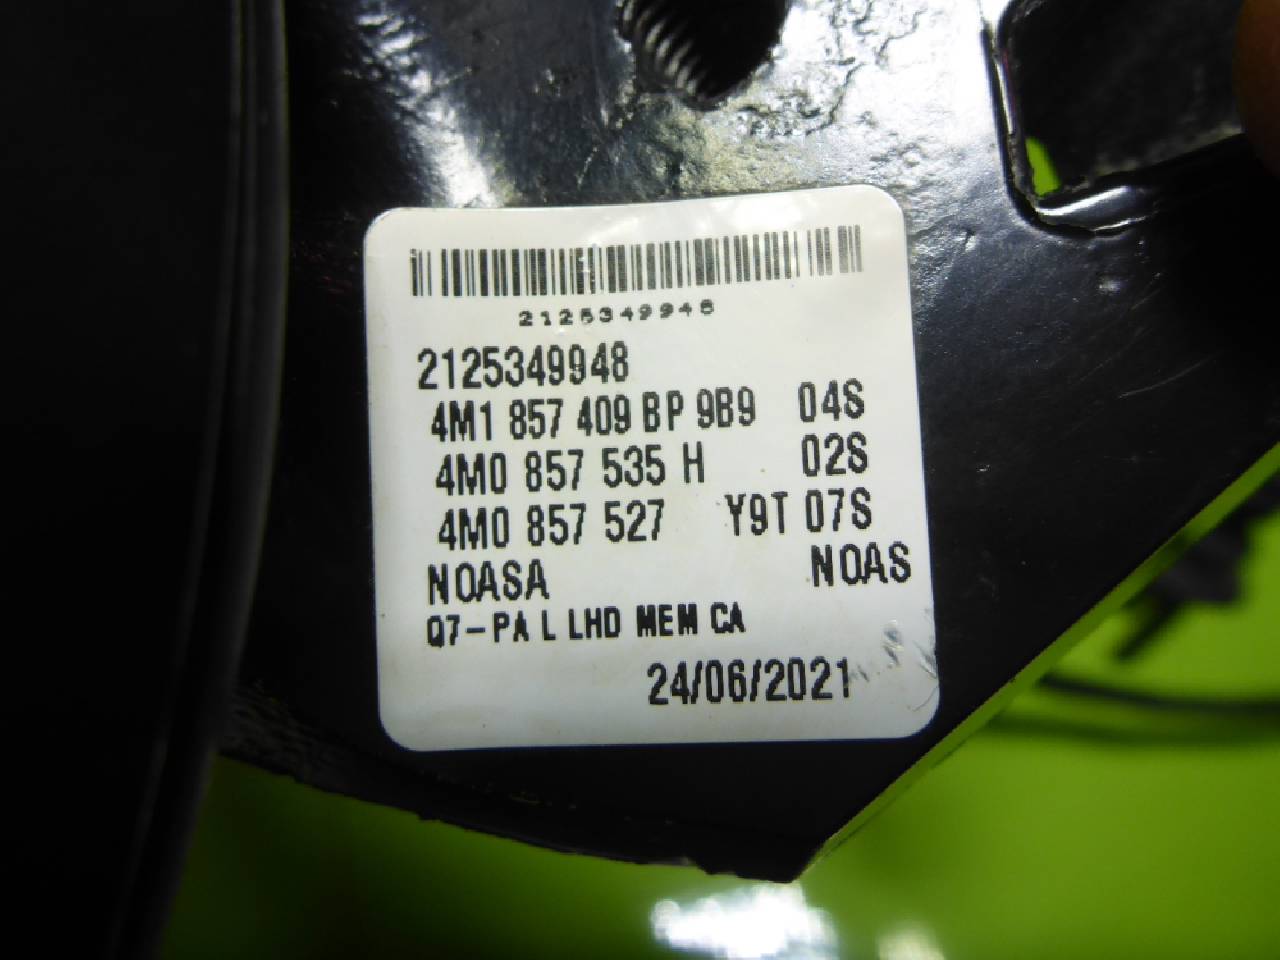 2125349948
2125349948
4M1 857 409 BP 9B9 04S
4M0 857 535 H 02S
4M0 857 527 Y9T 07S
NOASA NOAS
Q7-PA L LHD MEM CA
24/06/2021